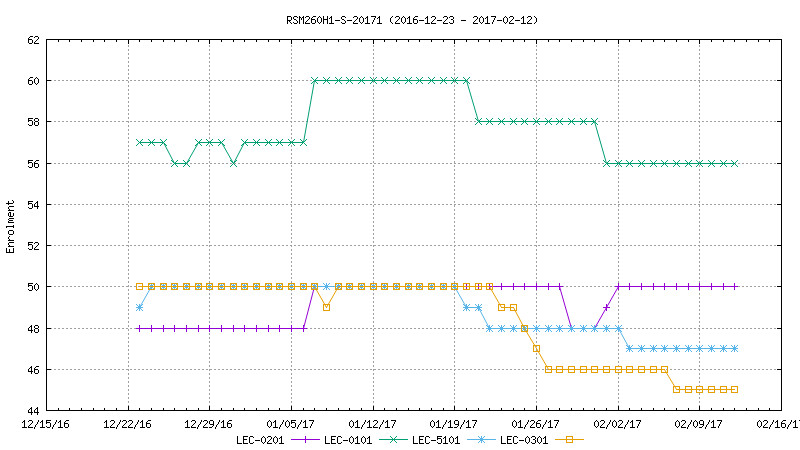 RSM260H1-S-20171 (2016-12-23 - 2017-02-12)
62
60
58
56
54
52
50
48
46
44
Enrolment
12/15/16 12/22/16 12/29/16 01/05/17 01/12/17 01/19/17 01/26/17 02/02/17 02/09/17 02/16/17
LEC-0201 LEC-0101 LEC-5101 LEC-0301